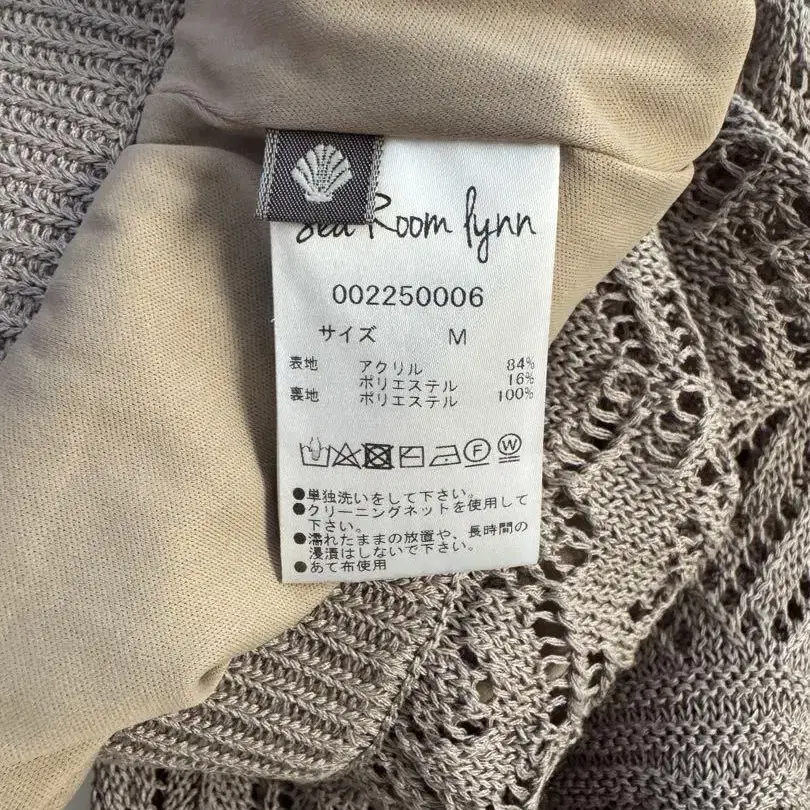 Sea Room lynn
002250006
サイズ M
表地 アクリル 84%
ポリエステル 16%
裏地 ポリエステル 100%
F W
●単独洗いをして下さい。
●クリーニングネットを使用して
下さい。
●濡れたままの放置や、長時間の
浸漬はしないで下さい。
●あて布使用